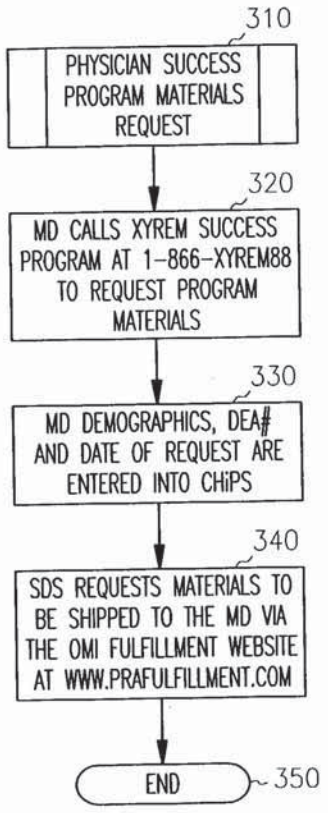 310
PHYSICIAN SUCCESS
PROGRAM MATERIALS
REQUEST
320
MD CALLS XYREM SUCCESS
PROGRAM AT 1-866-XYREM88
TO REQUEST PROGRAM
MATERIALS
330
MD DEMOGRAPHICS, DEA#
AND DATE OF REQUEST ARE
ENTERED INTO CHiPS
340
SDS REQUESTS MATERIALS TO
BE SHIPPED TO THE MD VIA
THE OMI FULFILLMENT WEBSITE
AT WWW.PRAFULFILLMENT.COM
END
350